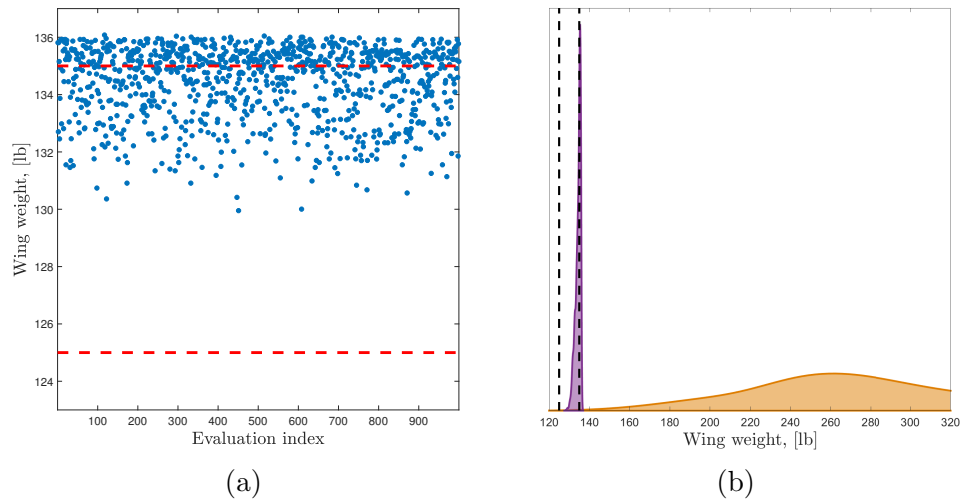 136
134
132
130
128
126
124
Wing weight, [lb]
100 200 300 400 500 600 700 800 900
Evaluation index
(a)
120 140 160 180 200 220 240 260 280 300 320
Wing weight, [lb]
(b)